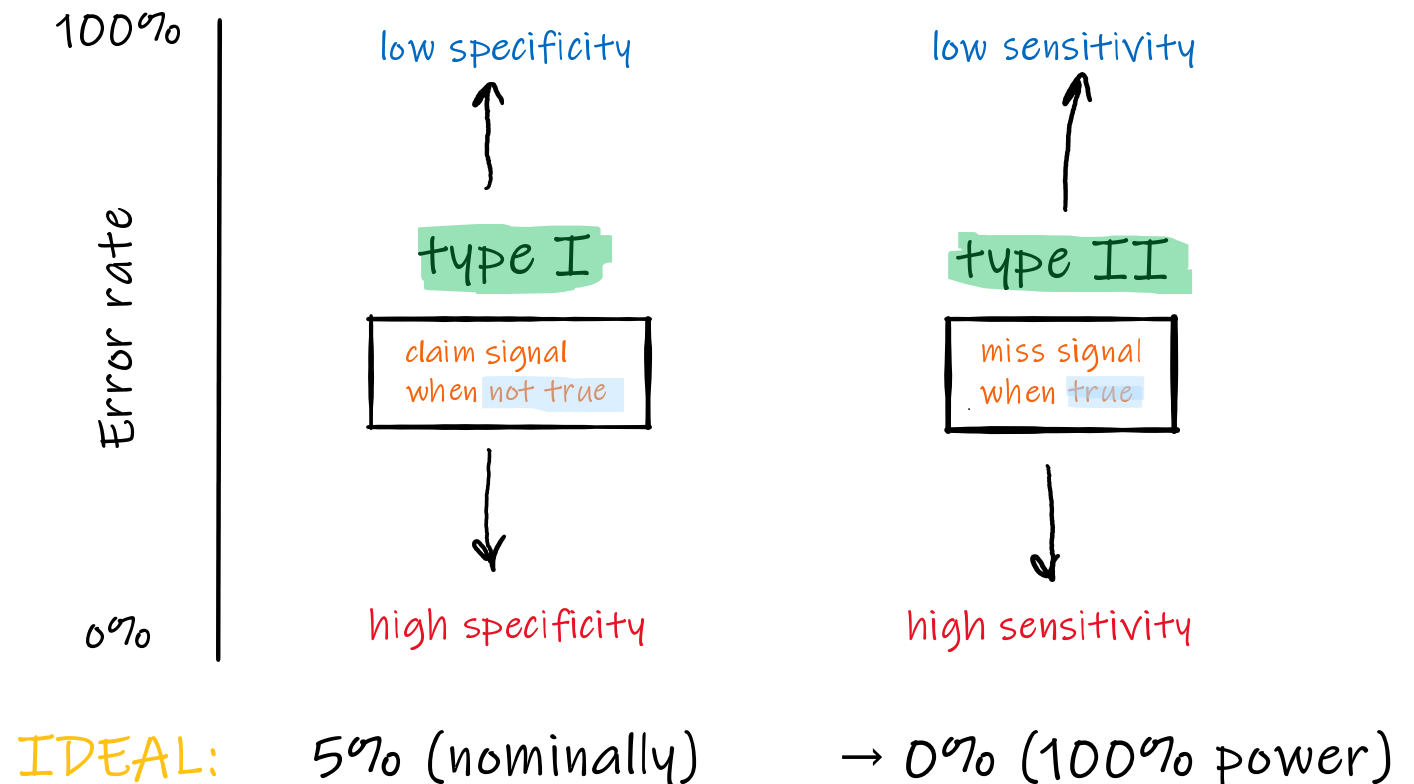 100%
low specificity
low sensitivity
Error rate
type I
type II
claim signal
when not true
miss signal
when true
high specificity
high sensitivity
0%
IDEAL:
5% (nominally)
→ 0% (100% power)